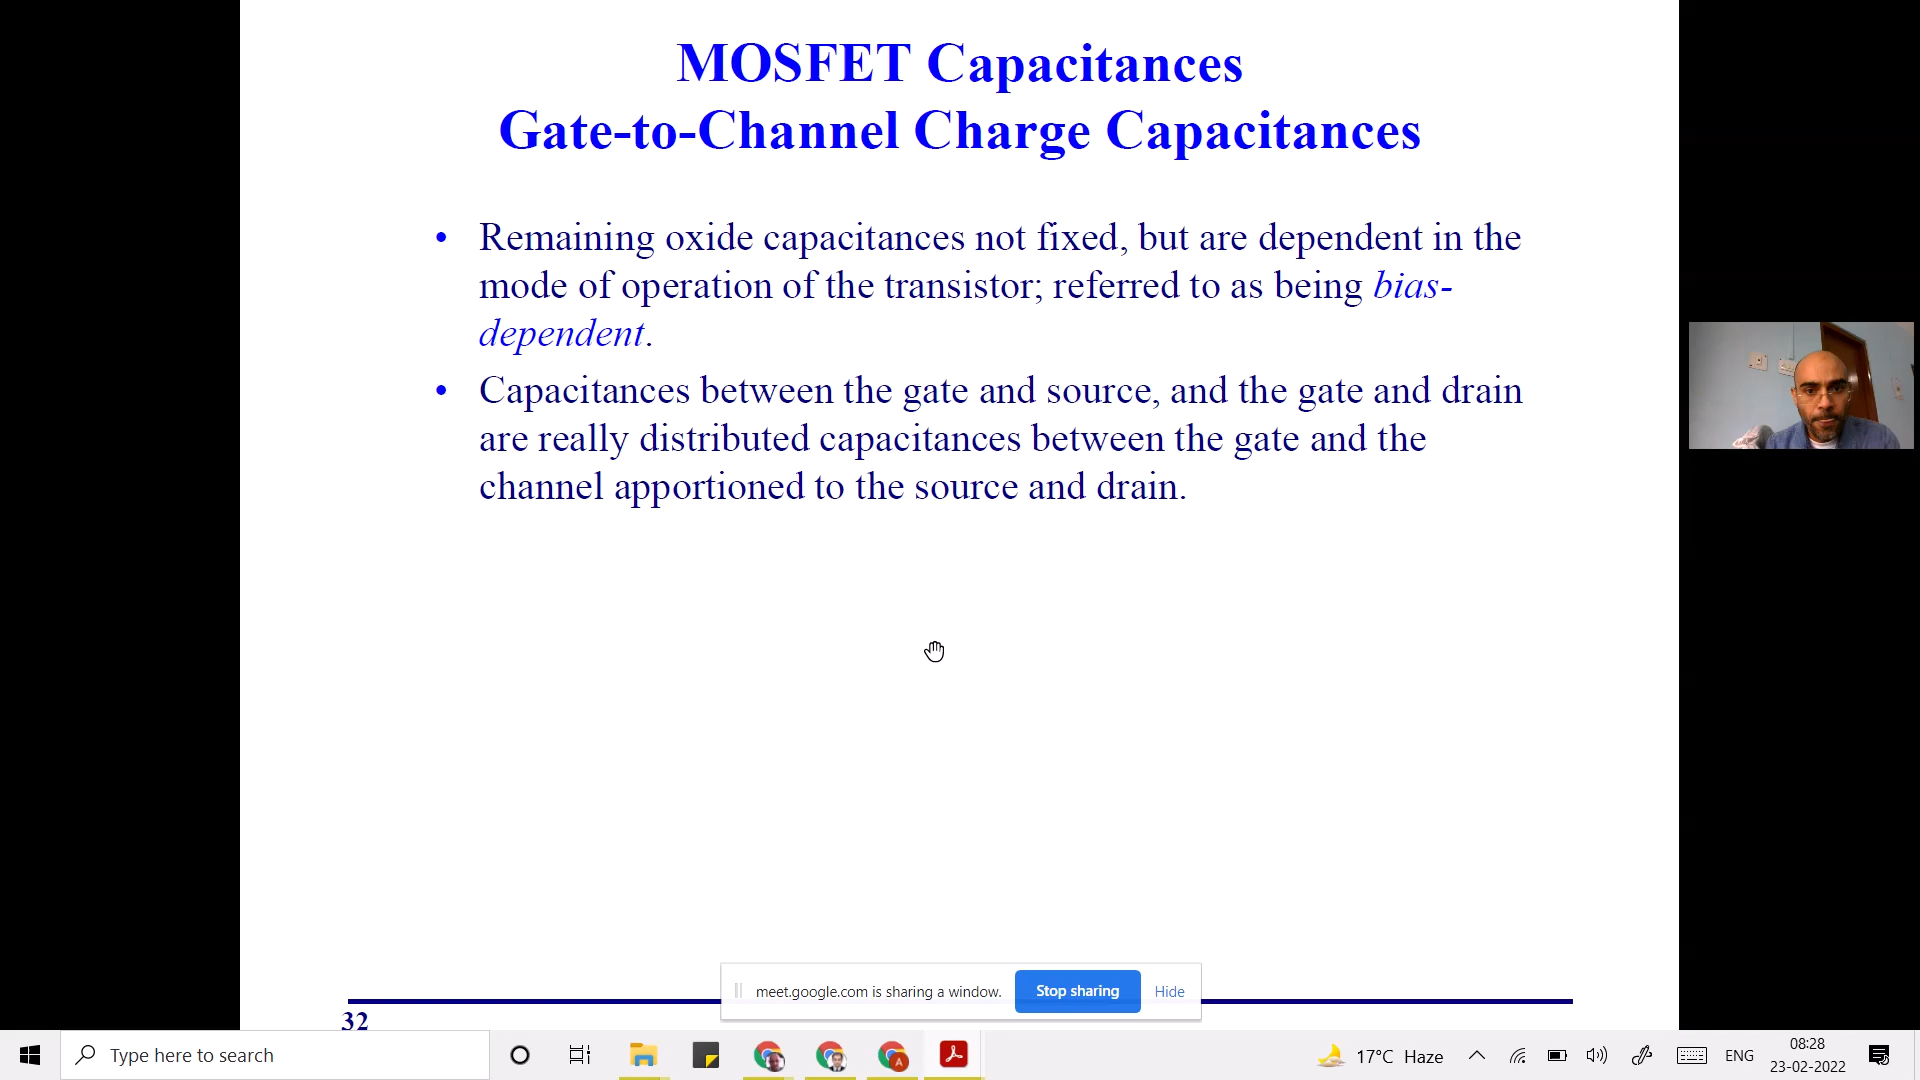 MOSFET Capacitances
Gate-to-Channel Charge Capacitances
• Remaining oxide capacitances not fixed, but are dependent in the
mode of operation of the transistor; referred to as being bias-
dependent.
• Capacitances between the gate and source, and the gate and drain
are really distributed capacitances between the gate and the
channel apportioned to the source and drain.
meet.google.com is sharing a window. Stop sharing Hide
32
Type here to search
A
17°C Haze
ENG
08:28
23-02-2022